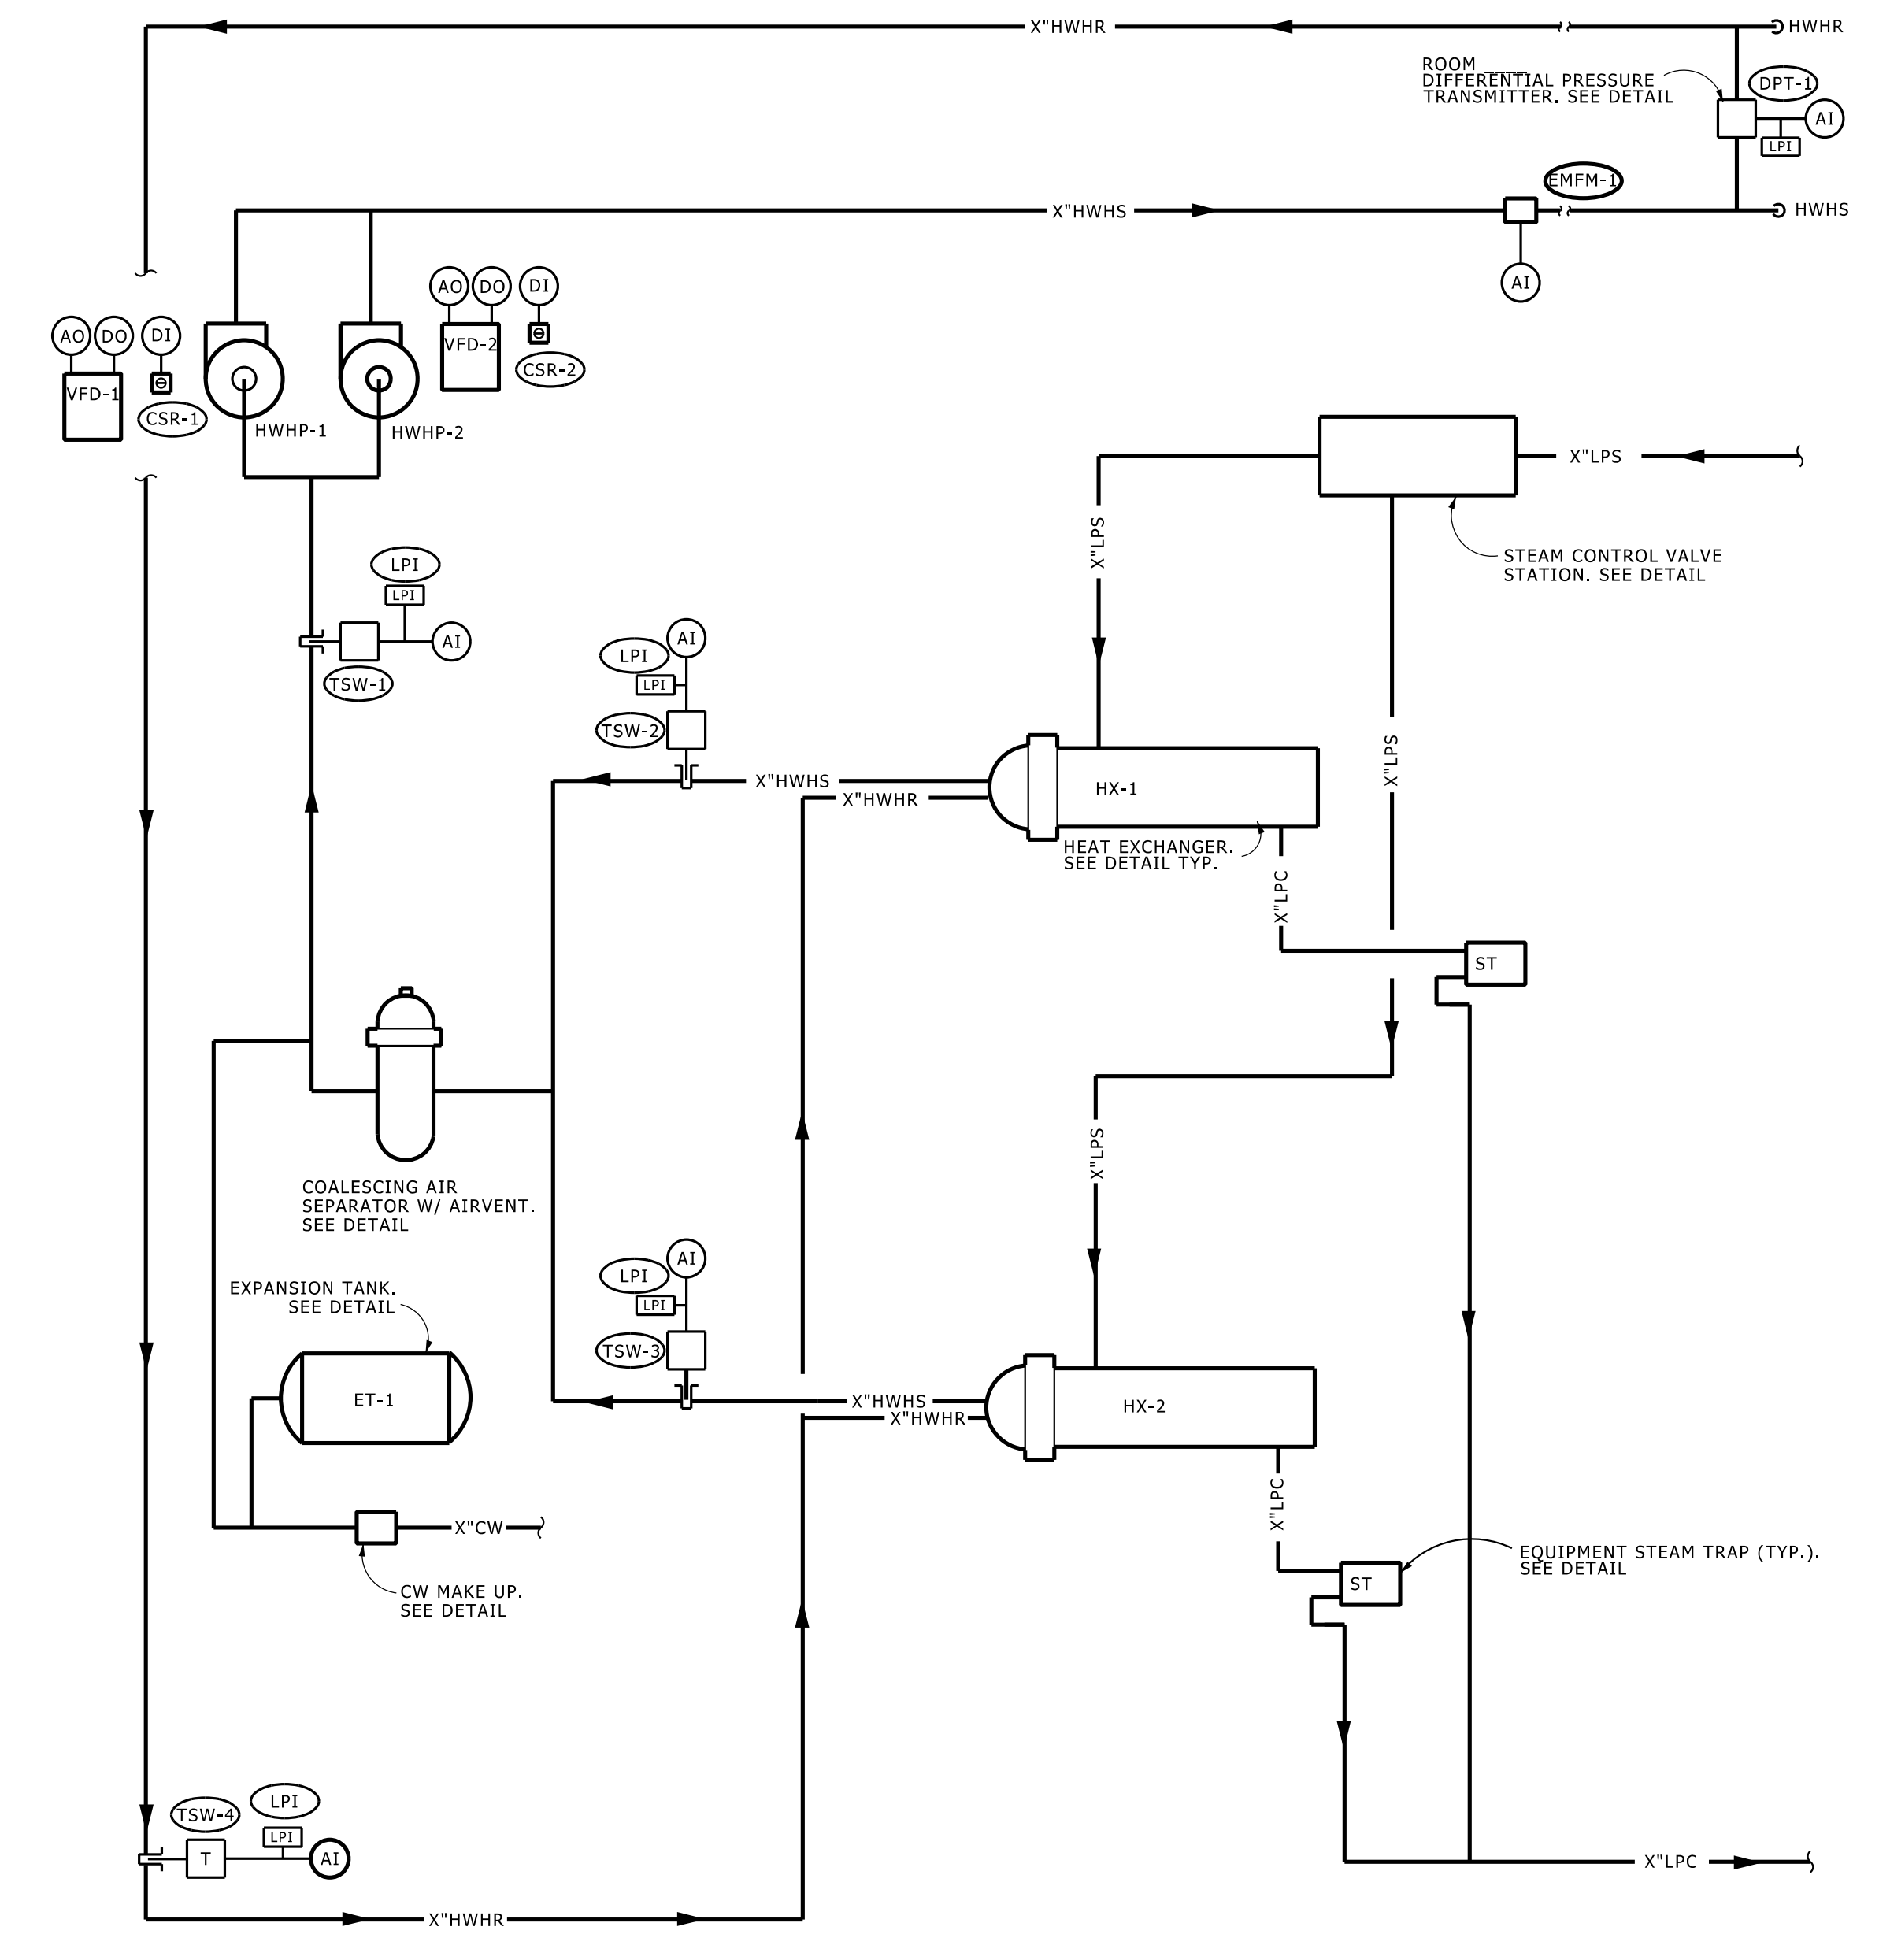 X"HWHR
HWHR
ROOM ____
DIFFERENTIAL PRESSURE
TRANSMITTER. SEE DETAIL
DPT-1
AI
LPI
EMFM-1
X"HWHS
HWHS
AI
AO
DO
DI
VFD-2
CSR-2
AO
DO
DI
VFD-1
CSR-1
HWHP-1
HWHP-2
X"LPS
X"LPS
STEAM CONTROL VALVE
STATION. SEE DETAIL
LPI
LPI
AI
TSW-1
AI
LPI
LPI
TSW-2
X"LPS
X"HWHS
X"HWHR
HX-1
HEAT EXCHANGER.
SEE DETAIL TYP.
X"LPC
ST
X"LPS
COALESCING AIR
SEPARATOR W/ AIRVENT.
SEE DETAIL
EXPANSION TANK.
SEE DETAIL
AI
LPI
LPI
TSW-3
ET-1
X"HWHS
X"HWHR
HX-2
X"LPC
X"CW
CW MAKE UP.
SEE DETAIL
EQUIPMENT STEAM TRAP (TYP.).
SEE DETAIL
ST
TSW-4
LPI
LPI
T
AI
X"LPC
X"HWHR